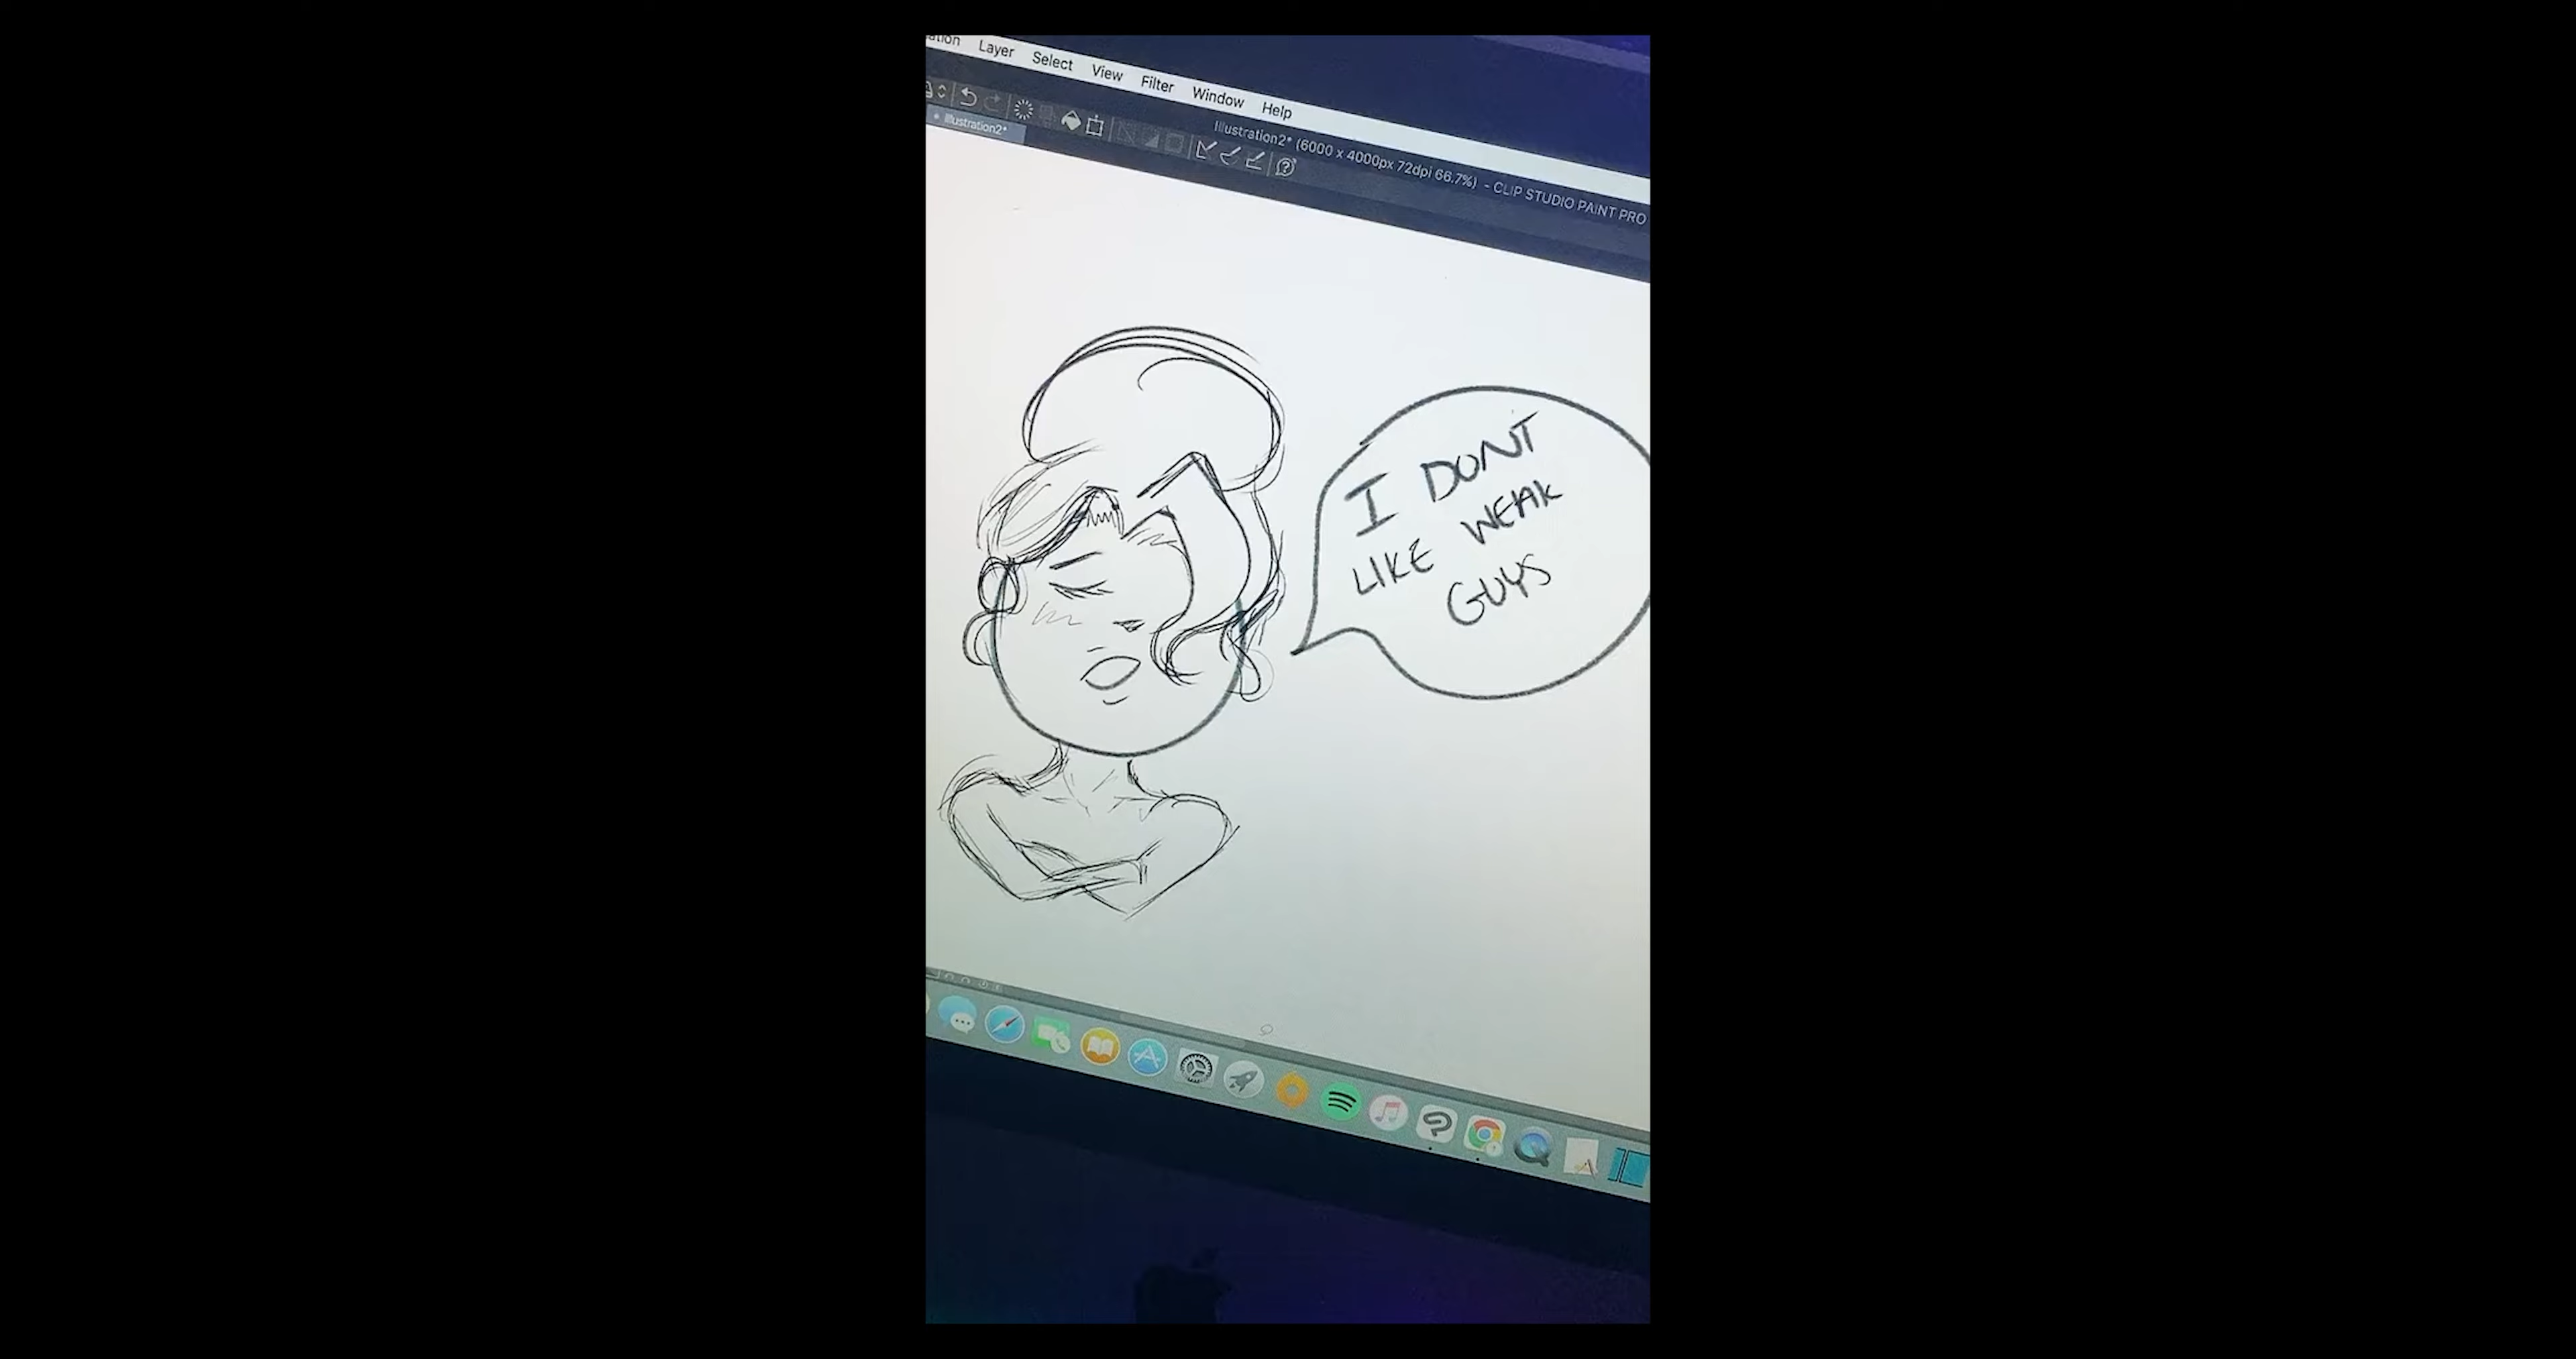 Layer Select View Filter Window Help
Illustration2* (6000 x 4000px 72dpi 66.7%) - CLIP STUDIO PAINT PRO
Illustration2*
I DONT
LIKE WEAK
GUYS